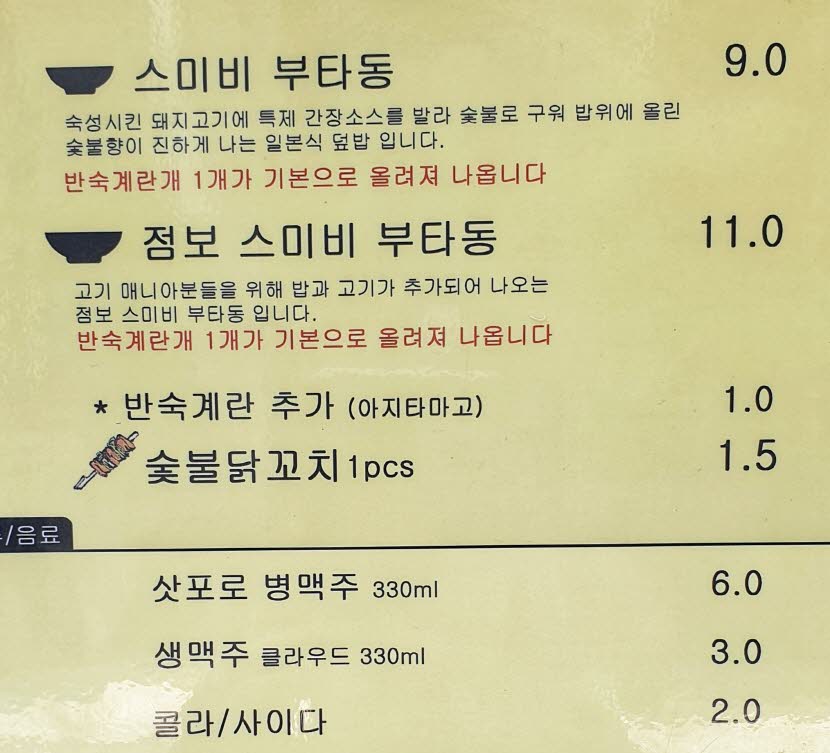 스미비 부타동 9.0
숙성시킨 돼지고기에 특제 간장소스를 발라 숯불로 구워 밥위에 올린
숯불향이 진하게 나는 일본식 덮밥 입니다.
반숙계란개 1개가 기본으로 올려져 나옵니다
점보 스미비 부타동 11.0
고기 매니아분들을 위해 밥과 고기가 추가되어 나오는
점보 스미비 부타동 입니다.
반숙계란개 1개가 기본으로 올려져 나옵니다
* 반숙계란 추가 (아지타마고) 1.0
숯불닭꼬치1pcs 1.5
/음료
삿포로 병맥주 330ml 6.0
생맥주 클라우드 330ml 3.0
콜라/사이다 2.0